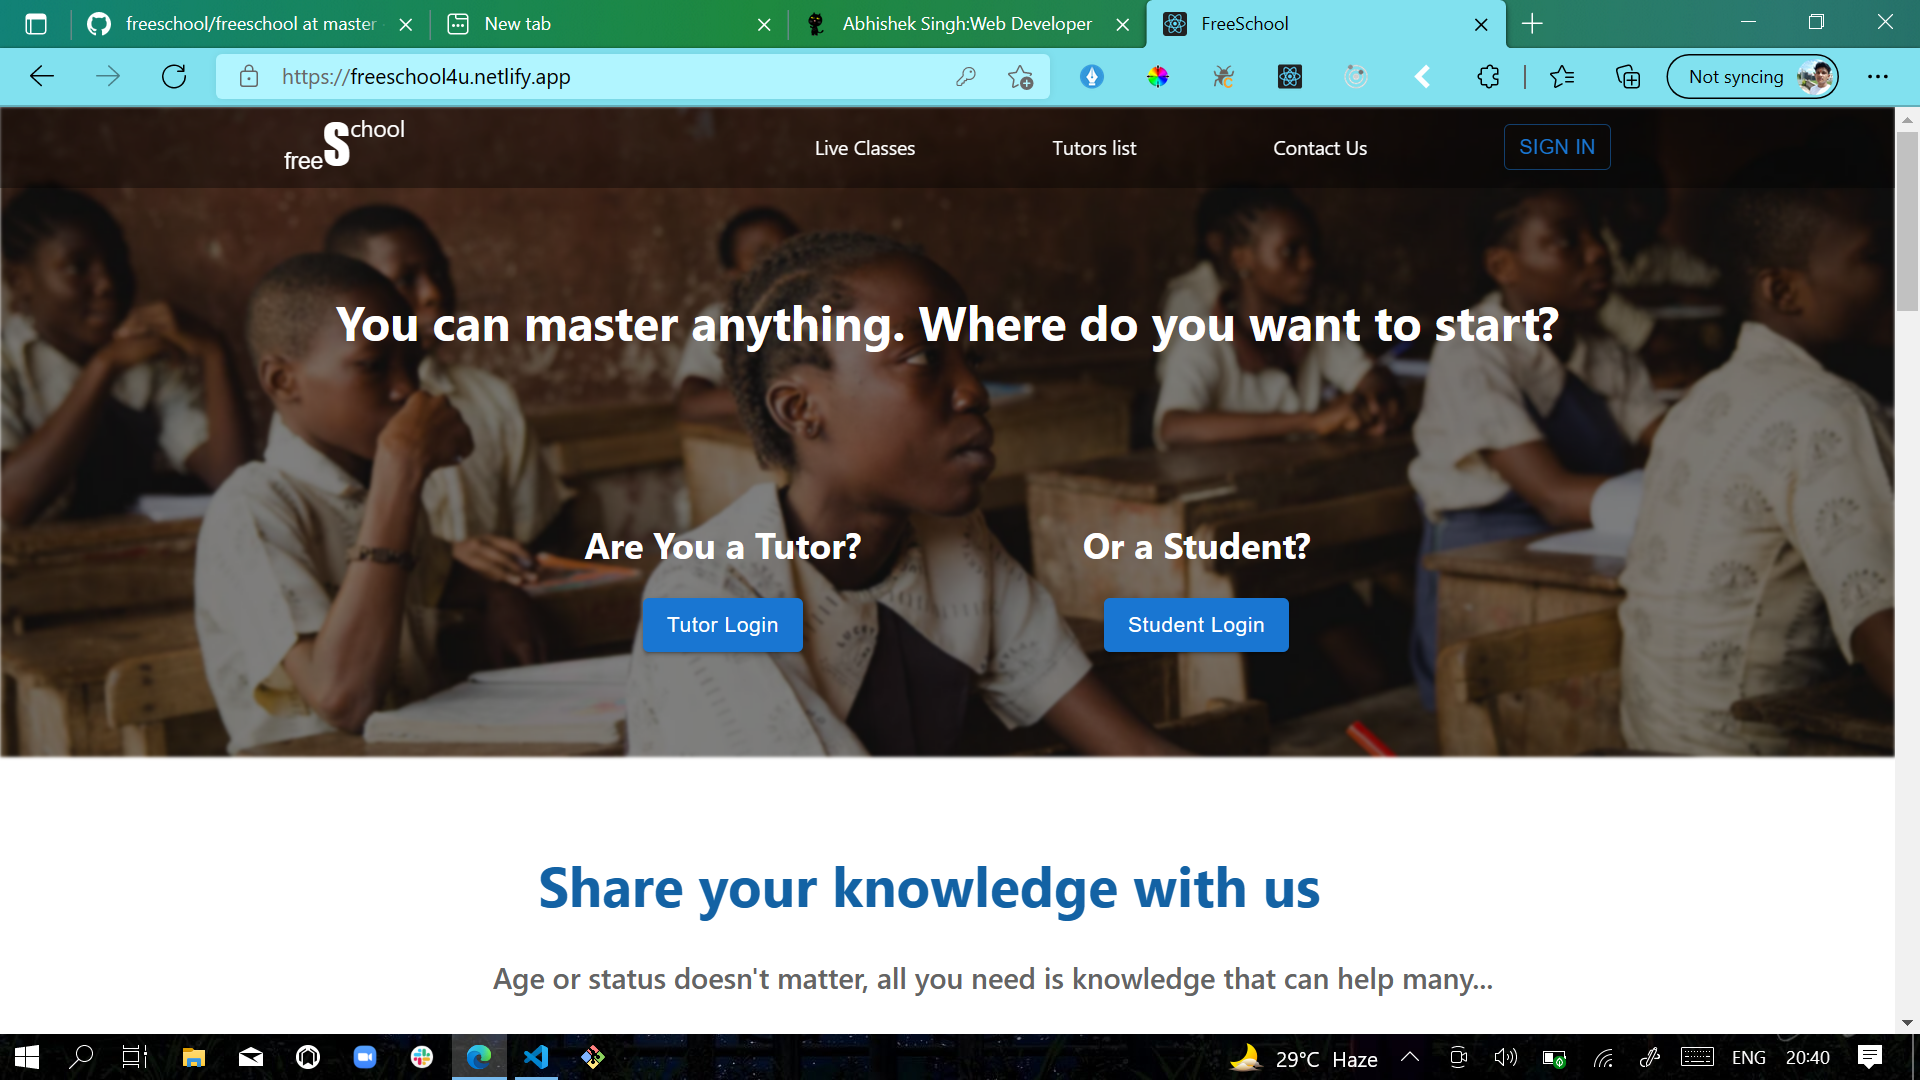 freeschool/freeschool at master
New tab
Abhishek Singh:Web Developer
FreeSchool
https://freeschool4u.netlify.app
Not syncing
freeSchool
Live Classes
Tutors list
Contact Us
SIGN IN
You can master anything. Where do you want to start?
Are You a Tutor?
Or a Student?
Tutor Login
Student Login
Share your knowledge with us
Age or status doesn't matter, all you need is knowledge that can help many...
29°C Haze
ENG
20:40